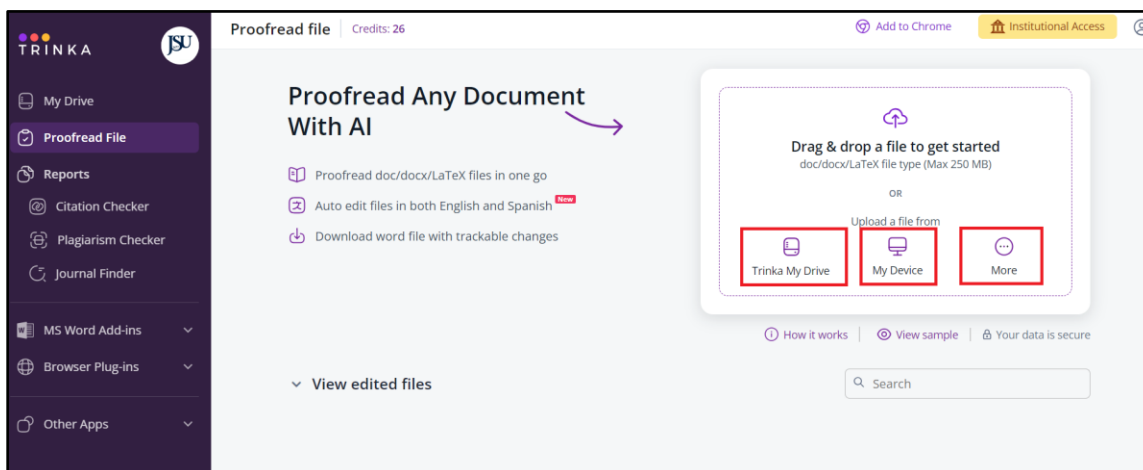 TRINKA
JSU
My Drive
Proofread File
Reports
Citation Checker
Plagiarism Checker
Journal Finder
MS Word Add-ins
Browser Plug-ins
Other Apps
Proofread file
Credits: 26
Add to Chrome
Institutional Access
Proofread Any Document
With AI
Proofread doc/docx/LaTeX files in one go
Auto edit files in both English and Spanish New
Download word file with trackable changes
Drag & drop a file to get started
doc/docx/LaTeX file type (Max 250 MB)
OR
Upload a file from
Trinka My Drive
My Device
More
How it works
View sample
Your data is secure
View edited files
Search